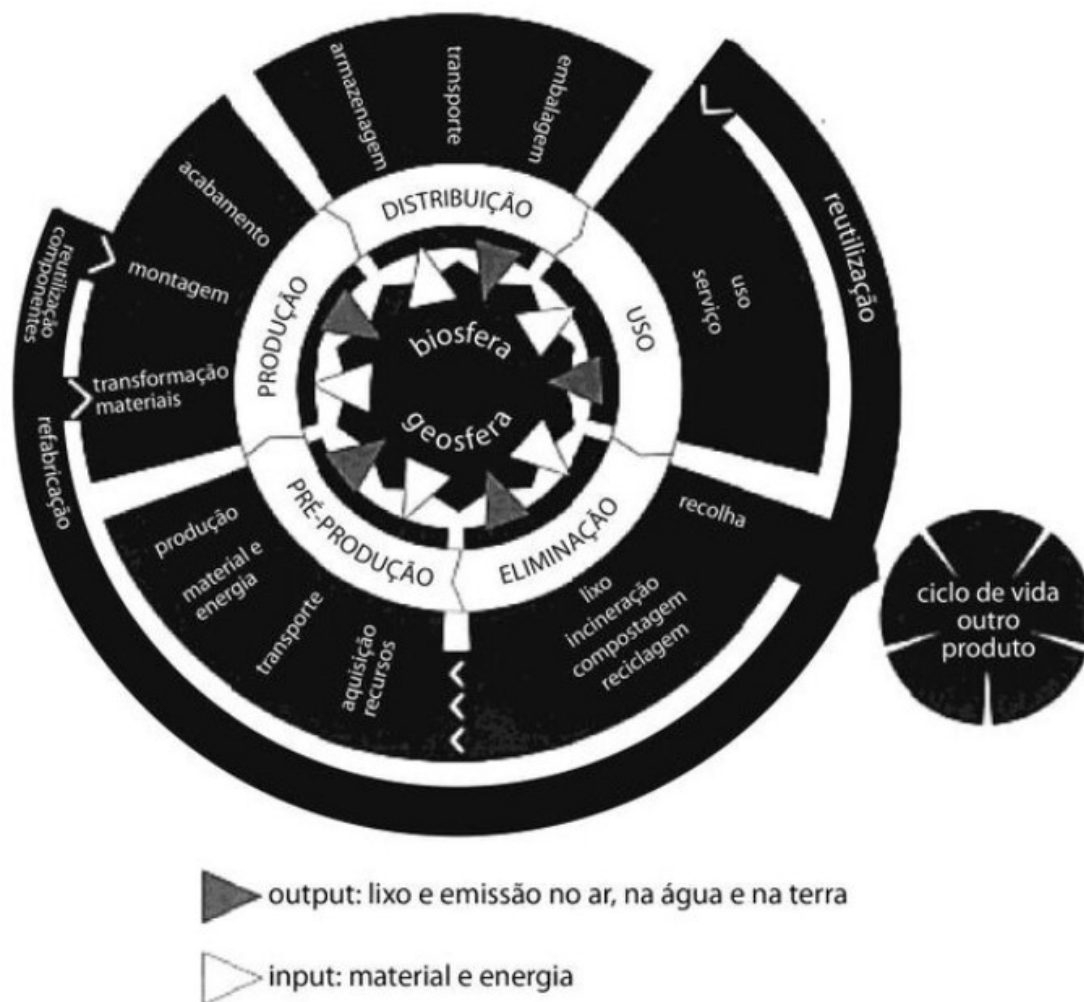 armazenagem
transporte
embalagem
DISTRIBUIÇÃO
acabamento
montagem
transformação
materiais
PRODUÇÃO
reutilização
componentes
refabricação
reutilização
uso
serviço
USO
biosfera
geosfera
PRÉ-PRODUÇÃO
produção
material e
energia
transporte
aquisição
recursos
ELIMINAÇÃO
recolha
lixo
incineração
compostagem
reciclagem
ciclo de vida
outro
produto
output: lixo e emissão no ar, na água e na terra
input: material e energia